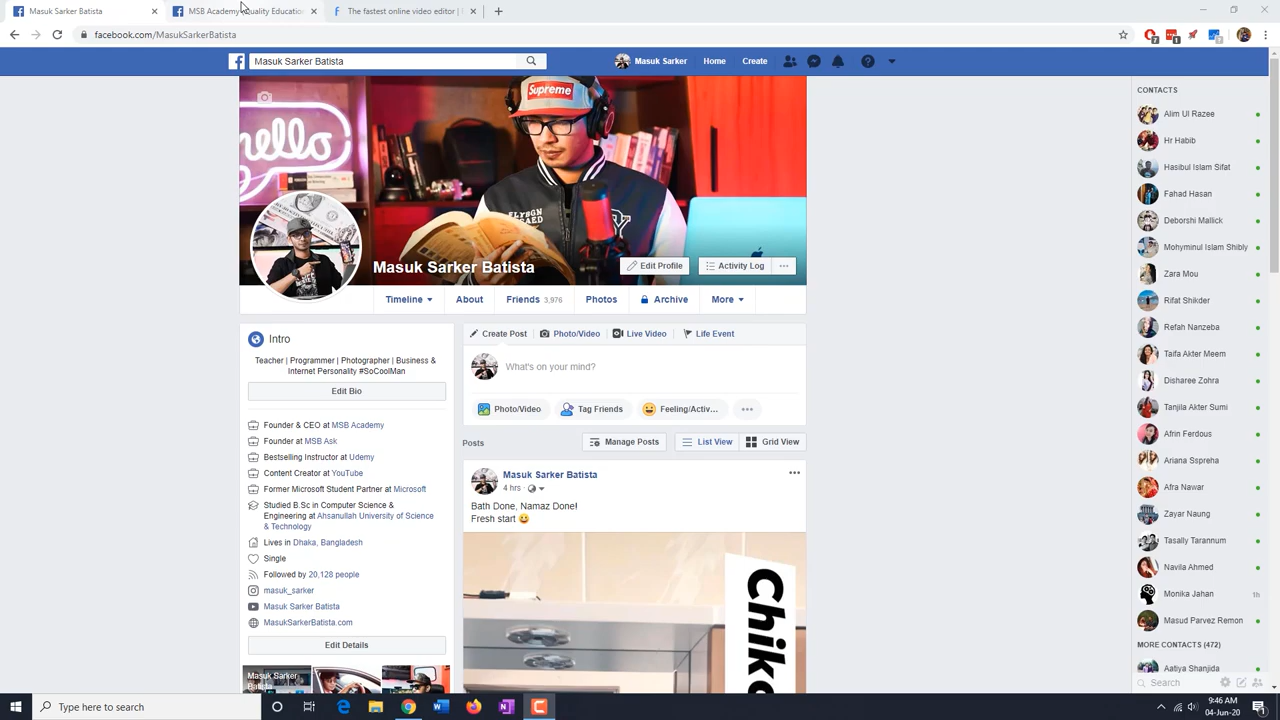 Masuk Sarker Batista
MSB Academy
The fastest online video editor |
facebook.com/MasukSarkerBatista
Masuk Sarker Batista
Masuk Sarker
Home
Create
7
1
7
Supreme
hello
Masuk Sarker Batista
Edit Profile
Activity Log
Timeline
About
Friends 3,976
Photos
Archive
More
Intro
Teacher | Programmer | Photographer | Business &
Internet Personality #SoCoolMan
Edit Bio
Founder & CEO at MSB Academy
Founder at MSB Ask
Bestselling Instructor at Udemy
Content Creator at YouTube
Former Microsoft Student Partner at Microsoft
Studied B.Sc in Computer Science &
Engineering at Ahsanullah University of Science
& Technology
Lives in Dhaka, Bangladesh
Single
Followed by 20,128 people
masuk_sarker
Masuk Sarker Batista
MasukSarkerBatista.com
Edit Details
Masuk Sarker
Batista
Create Post
Photo/Video
Live Video
Life Event
What's on your mind?
Photo/Video
Tag Friends
Feeling/Activ...
Posts
Manage Posts
List View
Grid View
Masuk Sarker Batista
4 hrs ·
Bath Done, Namaz Done!
Fresh start
CONTACTS
Alim Ul Razee
Hr Habib
Hasibul Islam Sifat
Fahad Hasan
Deborshi Mallick
Mohyminul Islam Shibly
Zara Mou
Rifat Shikder
Refah Nanzeba
Taifa Akter Meem
Disharee Zohra
Tanjila Akter Sumi
Afrin Ferdous
Ariana Sspreha
Afra Nawar
Zayar Naung
Tasally Tarannum
Navila Ahmed
Monika Jahan 1h
Masud Parvez Remon
MORE CONTACTS (472)
Aatiya Shanjida
Search
Type here to search
9:46 AM
04-Jun-20